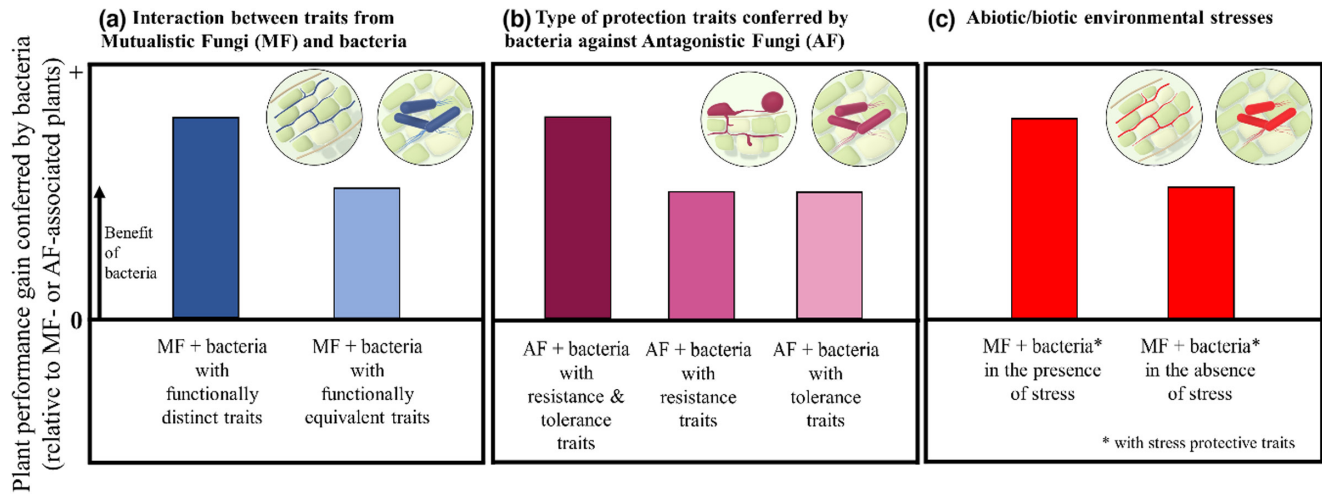 (a) Interaction between traits from
Mutualistic Fungi (MF) and bacteria
(b) Type of protection traits conferred by
bacteria against Antagonistic Fungi (AF)
(c) Abiotic/biotic environmental stresses
Plant performance gain conferred by bacteria
(relative to MF- or AF-associated plants)
+
0
Benefit
of
bacteria
MF + bacteria
with
functionally
distinct traits
MF + bacteria
with
functionally
equivalent traits
AF + bacteria
with
resistance &
tolerance
traits
AF + bacteria
with
resistance
traits
AF + bacteria
with
tolerance
traits
MF + bacteria*
in the presence
of stress
MF + bacteria*
in the absence
of stress
* with stress protective traits